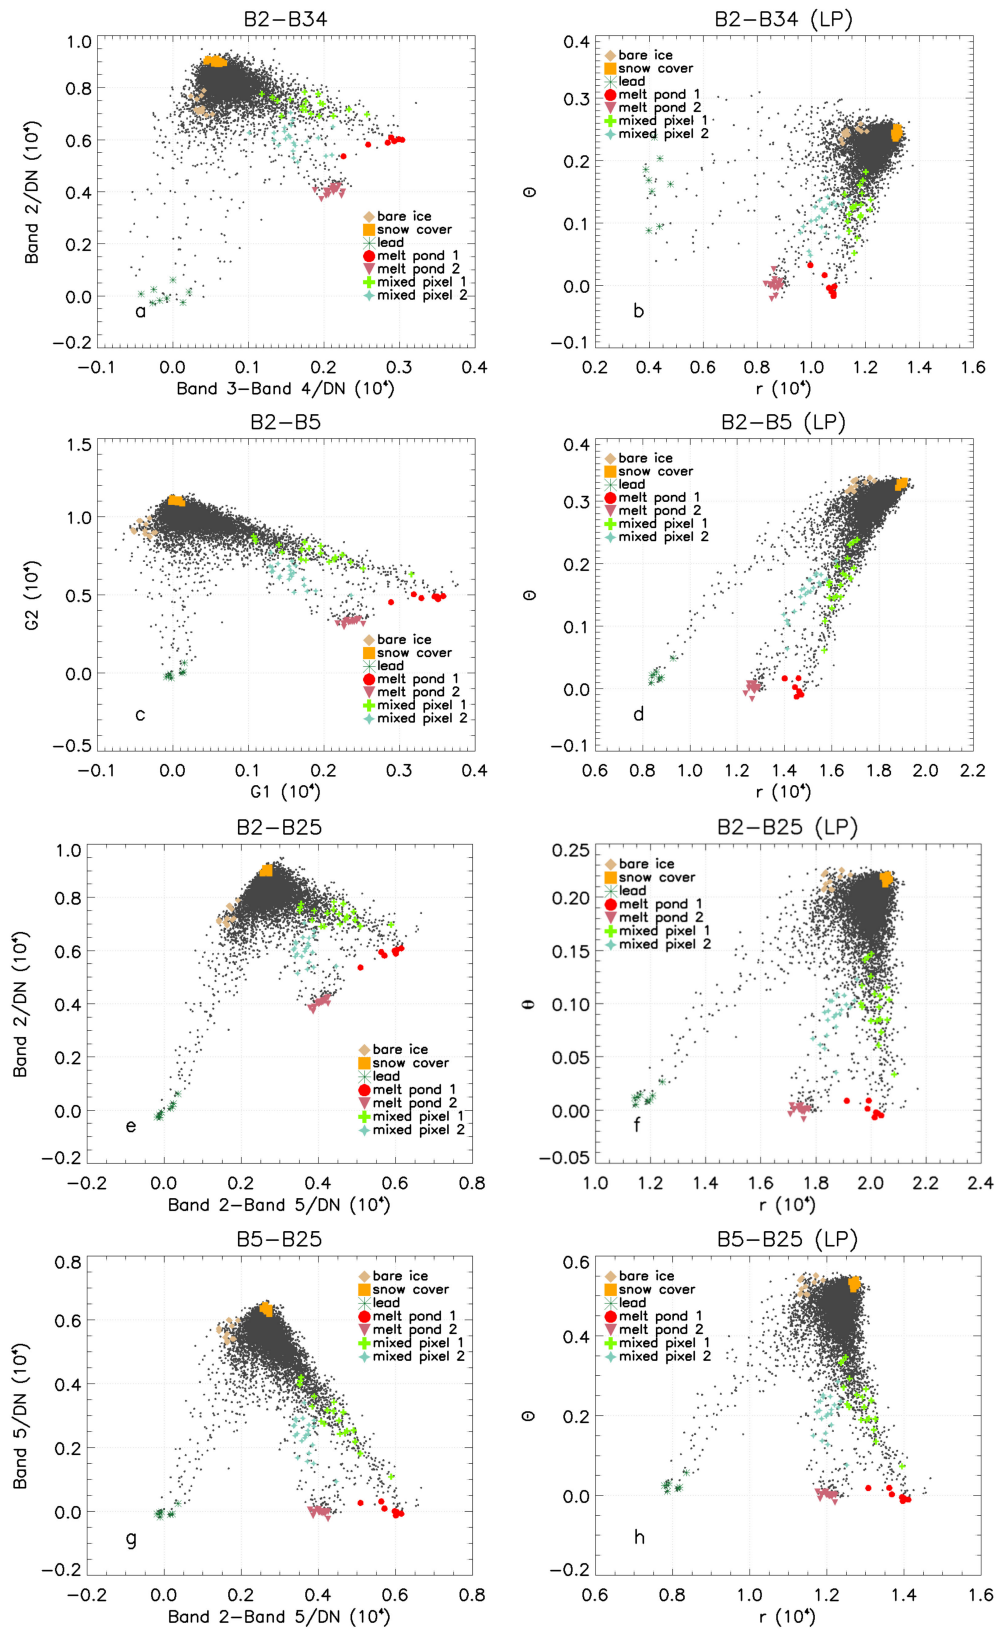 B2−B34
1.0
0.8
0.6
0.4
0.2
0.0
−0.2
Band 2/DN (10⁴)
bare ice
snow cover
lead
melt pond 1
melt pond 2
mixed pixel 1
mixed pixel 2
a
−0.1 0.0 0.1 0.2 0.3 0.4
Band 3−Band 4/DN (10⁴)
B2−B34 (LP)
0.4
0.3
0.2
0.1
0.0
−0.1
Θ
bare ice
snow cover
lead
melt pond 1
melt pond 2
mixed pixel 1
mixed pixel 2
b
0.2 0.4 0.6 0.8 1.0 1.2 1.4 1.6
r (10⁴)
B2−B5
1.5
1.0
0.5
0.0
−0.5
G2 (10⁴)
bare ice
snow cover
lead
melt pond 1
melt pond 2
mixed pixel 1
mixed pixel 2
c
−0.1 0.0 0.1 0.2 0.3 0.4
G1 (10⁴)
B2−B5 (LP)
0.4
0.3
0.2
0.1
0.0
−0.1
Θ
bare ice
snow cover
lead
melt pond 1
melt pond 2
mixed pixel 1
mixed pixel 2
d
0.6 0.8 1.0 1.2 1.4 1.6 1.8 2.0 2.2
r (10⁴)
B2−B25
1.0
0.8
0.6
0.4
0.2
0.0
−0.2
Band 2/DN (10⁴)
bare ice
snow cover
lead
melt pond 1
melt pond 2
mixed pixel 1
mixed pixel 2
e
−0.2 0.0 0.2 0.4 0.6 0.8
Band 2−Band 5/DN (10⁴)
B2−B25 (LP)
0.25
0.20
0.15
0.10
0.05
0.00
−0.05
θ
bare ice
snow cover
lead
melt pond 1
melt pond 2
mixed pixel 1
mixed pixel 2
f
1.0 1.2 1.4 1.6 1.8 2.0 2.2 2.4
r (10⁴)
B5−B25
0.8
0.6
0.4
0.2
0.0
−0.2
Band 5/DN (10⁴)
bare ice
snow cover
lead
melt pond 1
melt pond 2
mixed pixel 1
mixed pixel 2
g
−0.2 0.0 0.2 0.4 0.6 0.8
Band 2−Band 5/DN (10⁴)
B5−B25 (LP)
0.6
0.4
0.2
0.0
−0.2
Θ
bare ice
snow cover
lead
melt pond 1
melt pond 2
mixed pixel 1
mixed pixel 2
h
0.6 0.8 1.0 1.2 1.4 1.6
r (10⁴)